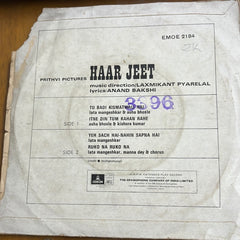 EMOE 2184
PRITHVI PICTURES HAAR JEET
music direction/LAXMIKANT PYARELAL
lyrics: ANAND BAKSHI
3396
TU BADI KISMATWALI HAI
lata mangeshkar & asha bhosle
SIDE 1 ITNE DIN TUM KAHAN RAHE
asha bhosle & kishore kumar
YEH SACH HAI-NAHIN SAPNA HAI
lata mangeshkar
SIDE 2 RUKO NA RUKO NA
lata mangeshkar, manna dey & chorus
THE GRAMOPHONE COMPANY OF INDIA LIMITED